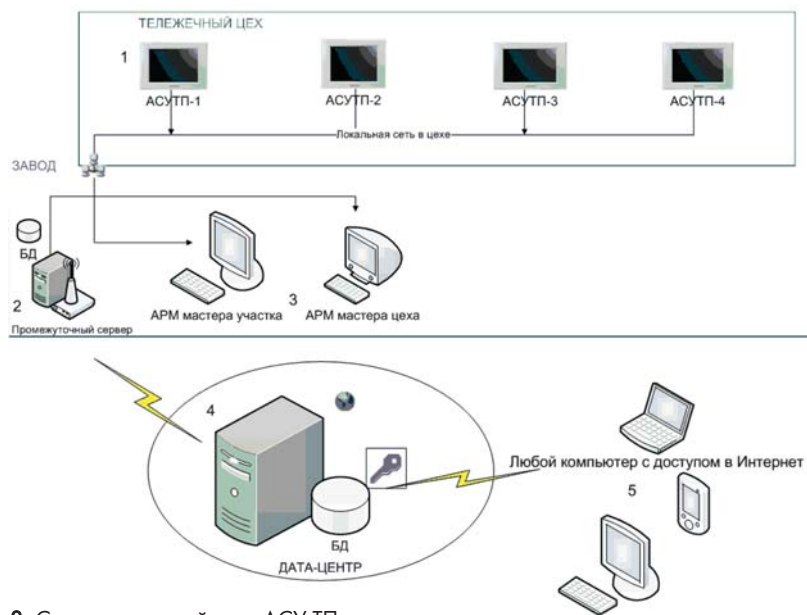 ТЕЛЕЖЕЧНЫЙ ЦЕХ
1
АСУТП-1
АСУТП-2
АСУТП-3
АСУТП-4
Локальная сеть в цехе
ЗАВОД
БД
2
Промежуточный сервер
АРМ мастера участка
3
АРМ мастера цеха
4
БД
ДАТА-ЦЕНТР
Любой компьютер с доступом в Интернет
5